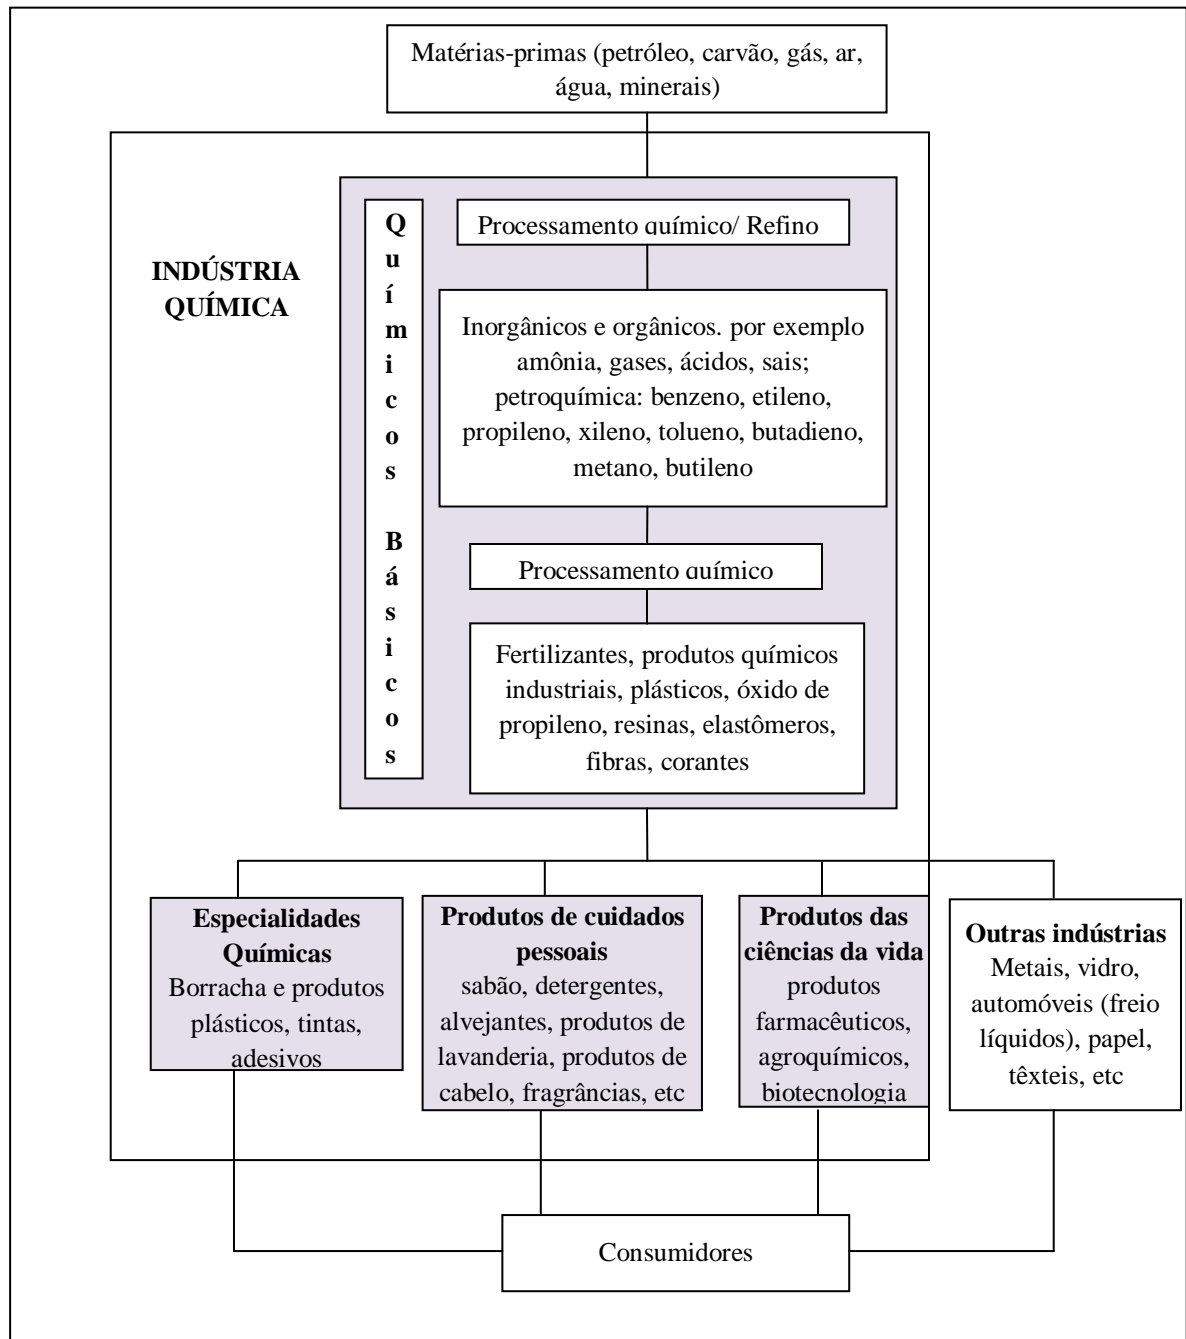 Matérias-primas (petróleo, carvão, gás, ar,
água, minerais)
INDÚSTRIA
QUÍMICA
Q
u
í
m
i
c
o
s
B
á
s
i
c
o
s
Processamento químico/ Refino
Inorgânicos e orgânicos. por exemplo
amônia, gases, ácidos, sais;
petroquímica: benzeno, etileno,
propileno, xileno, tolueno, butadieno,
metano, butileno
Processamento químico
Fertilizantes, produtos químicos
industriais, plásticos, óxido de
propileno, resinas, elastômeros,
fibras, corantes
Especialidades
Químicas
Borracha e produtos
plásticos, tintas,
adesivos
Produtos de cuidados
pessoais
sabão, detergentes,
alvejantes, produtos de
lavanderia, produtos de
cabelo, fragrâncias, etc
Produtos das
ciências da vida
produtos
farmacêuticos,
agroquímicos,
biotecnologia
Outras indústrias
Metais, vidro,
automóveis (freio
líquidos), papel,
têxteis, etc
Consumidores